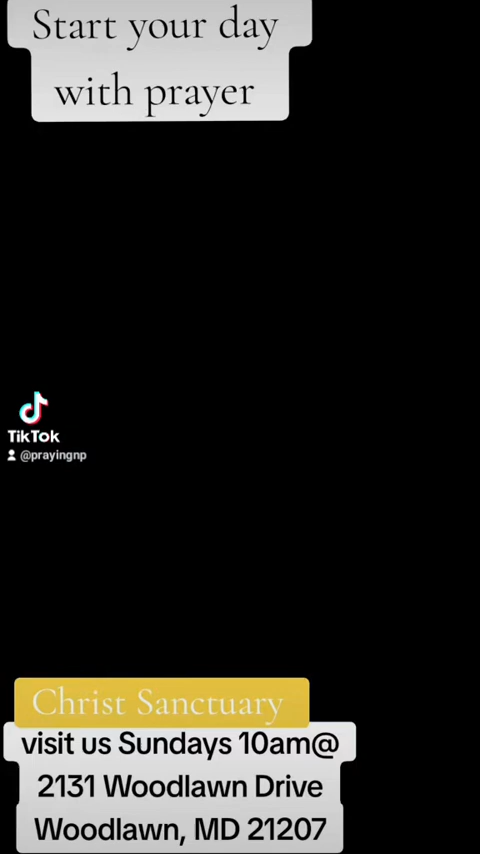 Start your day
with prayer
TikTok
@prayingnp
Christ Sanctuary
visit us Sundays 10am@
2131 Woodlawn Drive
Woodlawn, MD 21207